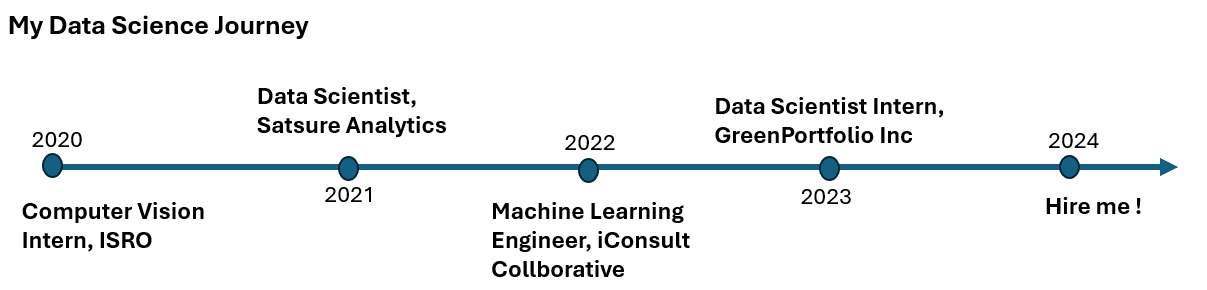 My Data Science Journey
2020
Computer Vision
Intern, ISRO
Data Scientist,
Satsure Analytics
2021
2022
Machine Learning
Engineer, iConsult
Collborative
Data Scientist Intern,
GreenPortfolio Inc
2023
2024
Hire me !